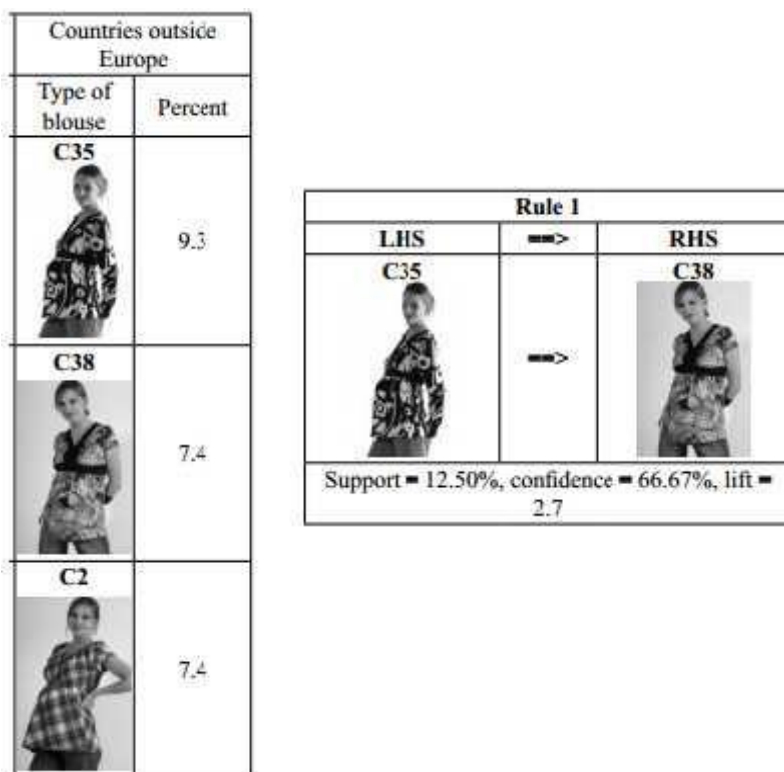 Countries outside
Europe
Type of
blouse
Percent
C35
9.3
C38
7.4
C2
7.4
Rule 1
LHS ==> RHS
C35
C38
==>
Support = 12.50%, confidence = 66.67%, lift =
2.7